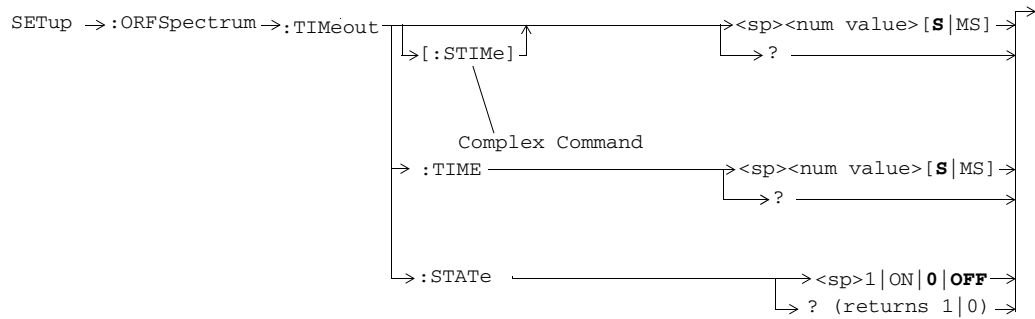 SETup :ORFSpectrum :TIMeout <sp><num value>[S|MS]
[:STIMe] ?
Complex Command
:TIME <sp><num value>[S|MS]
?
:STATe <sp>1|ON|0|OFF
? (returns 1|0)